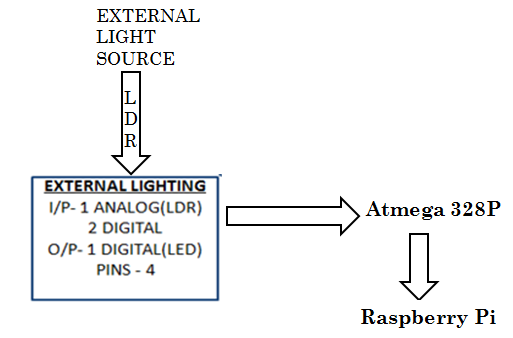 EXTERNAL
LIGHT
SOURCE
L
D
R
EXTERNAL LIGHTING
I/P- 1 ANALOG(LDR)
2 DIGITAL
O/P- 1 DIGITAL(LED)
PINS - 4
Atmega 328P
Raspberry Pi